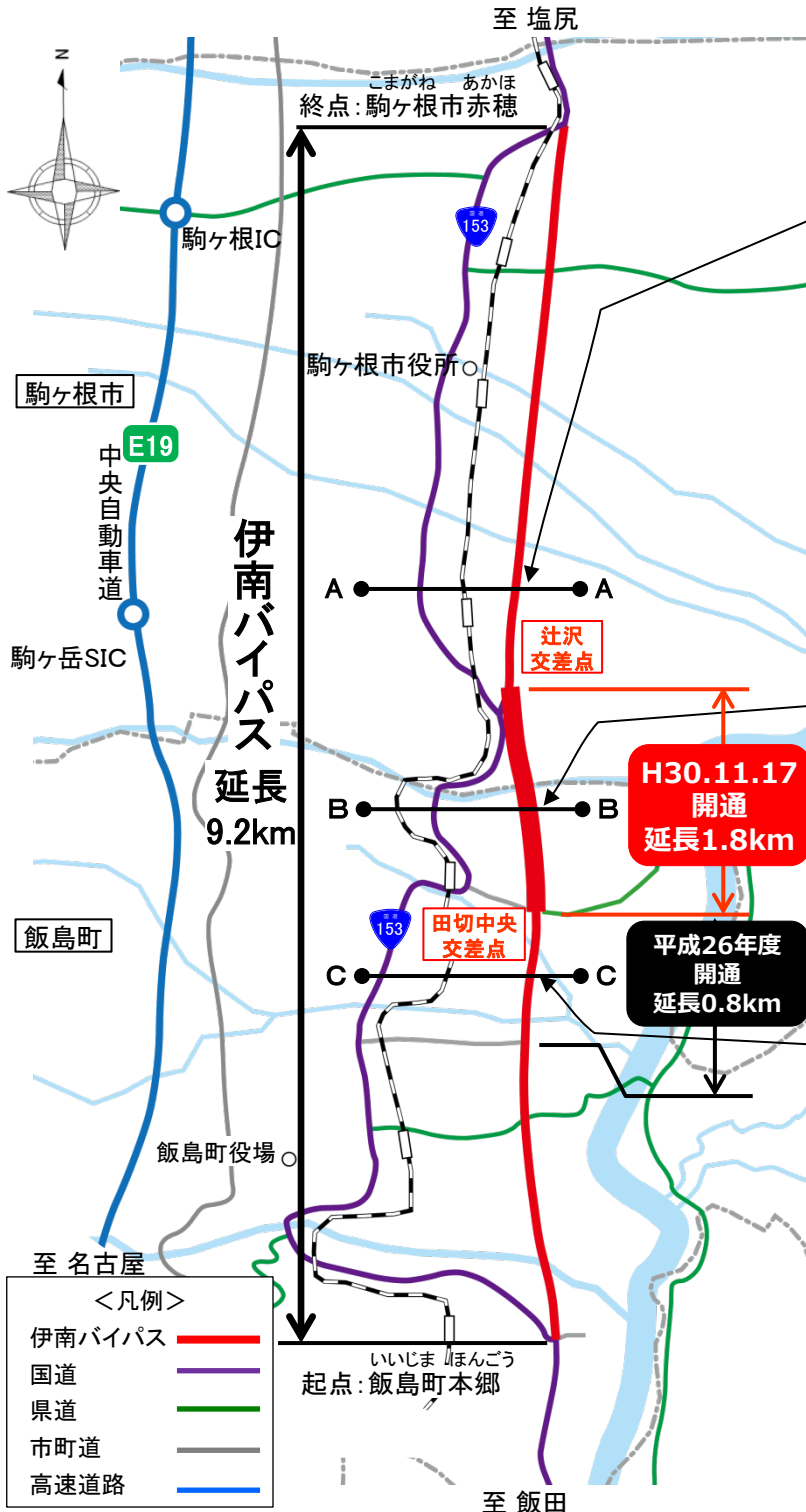 至 塩尻
N
こまがね あかほ
終点:駒ヶ根市赤穂
国道
153
駒ヶ根IC
駒ヶ根市役所
駒ヶ根市
E19
中央自動車道
伊南バイパス
延長
9.2km
A
A
駒ヶ岳SIC
辻沢
交差点
H30.11.17
開通
延長1.8km
B
B
飯島町
国道
153
田切中央
交差点
平成26年度
開通
延長0.8km
C
C
飯島町役場
至 名古屋
<凡例>
伊南バイパス
国道
県道
市町道
高速道路
いいじま ほんごう
起点:飯島町本郷
至 飯田